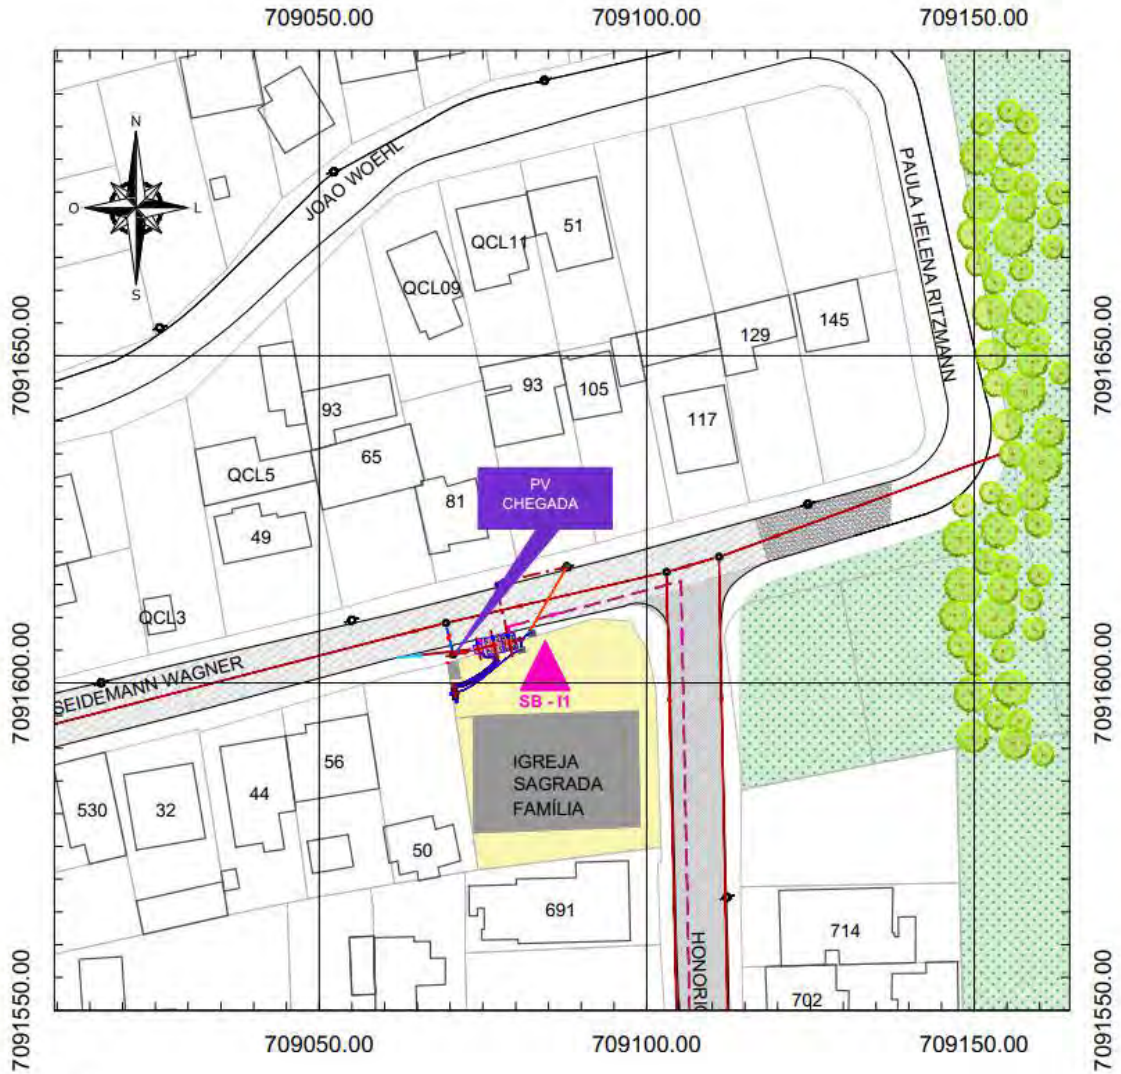 709050.00
709100.00
709150.00
N
O
L
S
JOAO WOEHL
PAULA HELENA RITZMANN
51
QCL11
QCL09
7091650.00
7091650.00
145
129
93
105
93
117
65
QCL5
81
49
PV
CHEGADA
QCL3
SEIDEMANN WAGNER
7091600.00
7091600.00
SB - I1
IGREJA
SAGRADA
FAMÍLIA
56
44
530
32
50
691
714
702
HONORI
7091550.00
7091550.00
709050.00
709100.00
709150.00